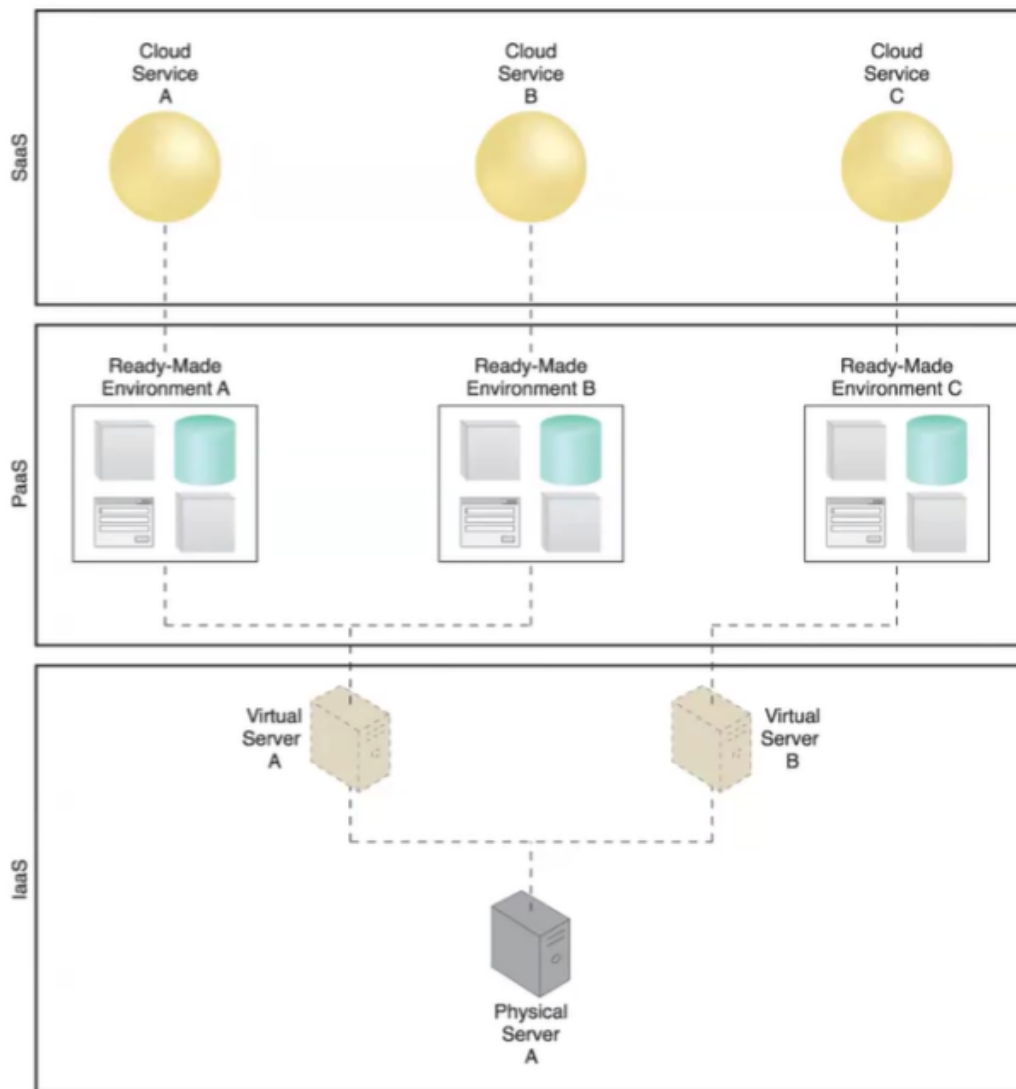 SaaS
Cloud
Service
A
Cloud
Service
B
Cloud
Service
C
PaaS
Ready-Made
Environment A
Ready-Made
Environment B
Ready-Made
Environment C
IaaS
Virtual
Server
A
Virtual
Server
B
Physical
Server
A